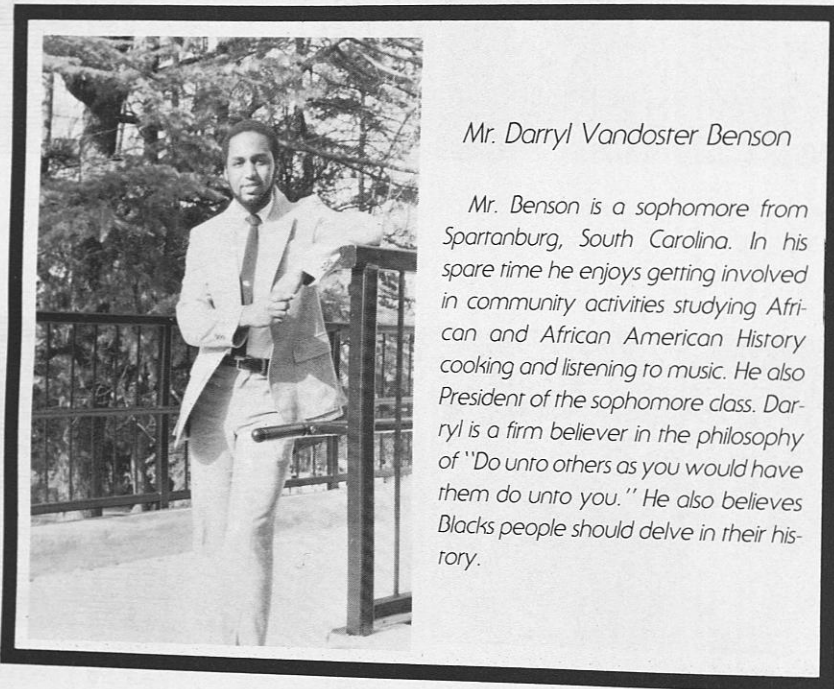 Mr. Darryl Vandoster Benson
Mr. Benson is a sophomore from
Spartanburg, South Carolina. In his
spare time he enjoys getting involved
in community activities studying Afri-
can and African American History
cooking and listening to music. He also
President of the sophomore class. Dar-
ryl is a firm believer in the philosophy
of "Do unto others as you would have
them do unto you." He also believes
Blacks people should delve in their his-
tory.